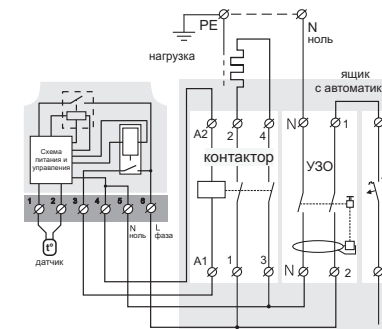 PE
N
ноль
нагрузка
ящик
с автоматик
A2
2
4
N
1
контактор
УЗО
Схема
питания и
управления
1
2
3
4
5
6
N
ноль
L
фаза
t°
датчик
A1
1
3
N
2